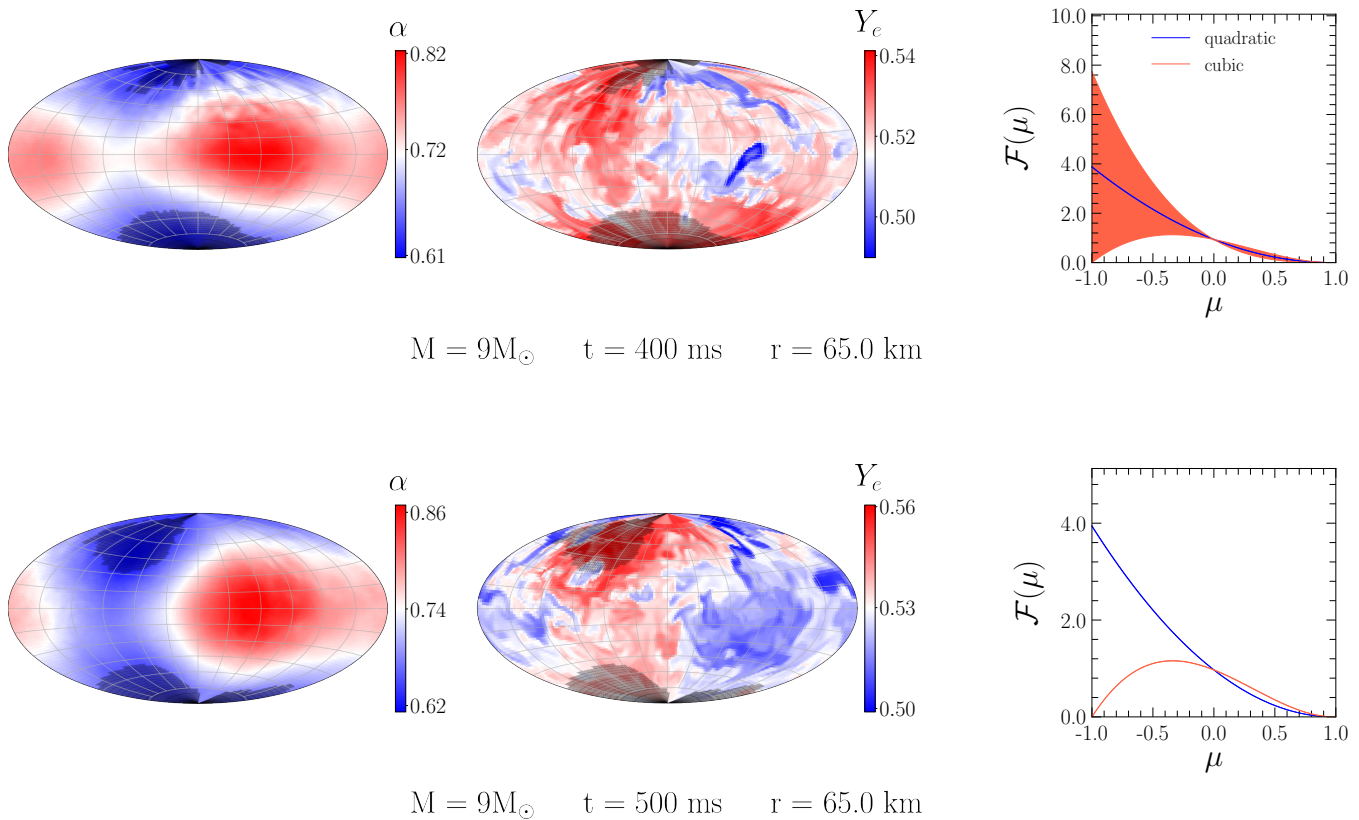 α
0.82
0.72
0.61
Y_e
0.54
0.52
0.50
10.0
8.0
6.0
4.0
2.0
0.0
F(μ)
quadratic
cubic
-1.0 -0.5 0.0 0.5 1.0
μ
M = 9M⊙ t = 400 ms r = 65.0 km
α
0.86
0.74
0.62
Y_e
0.56
0.53
0.50
4.0
2.0
0.0
F(μ)
-1.0 -0.5 0.0 0.5 1.0
μ
M = 9M⊙ t = 500 ms r = 65.0 km